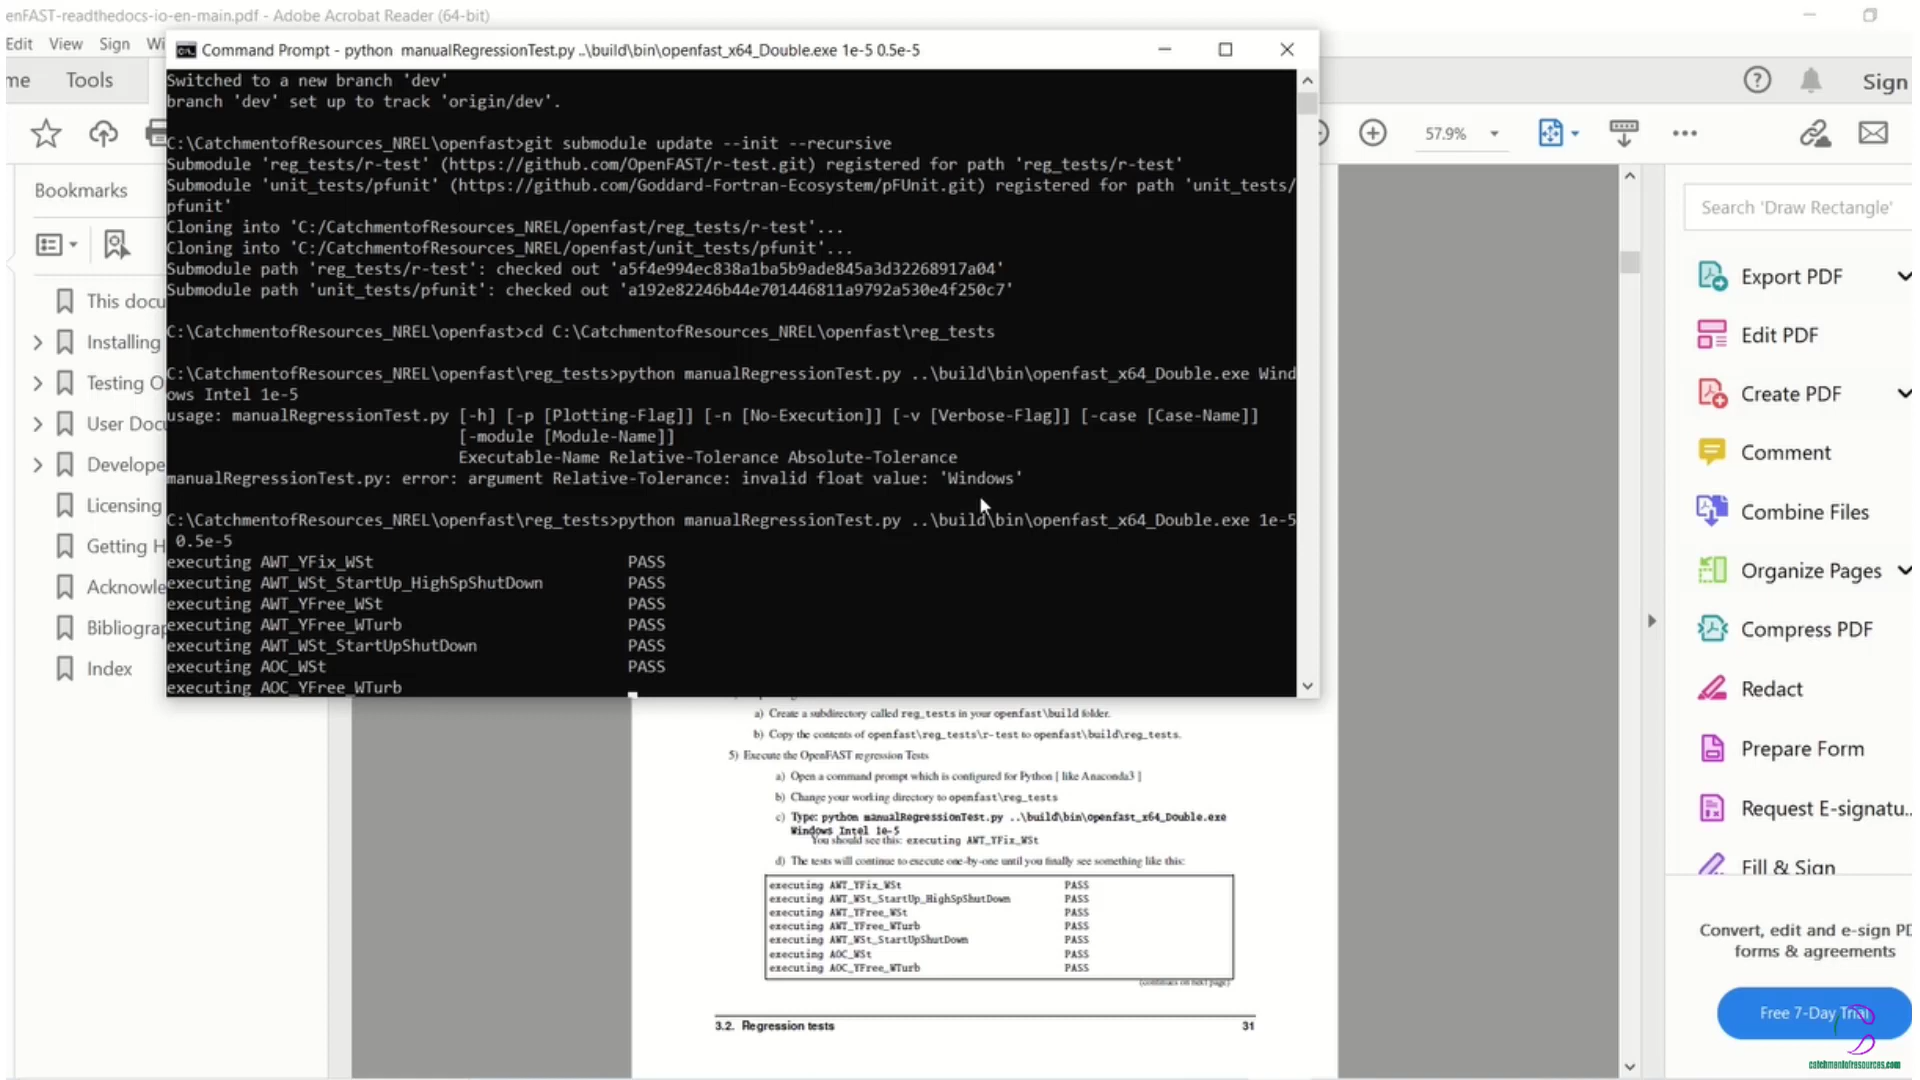 enFAST-readthedocs-io-en-main.pdf - Adobe Acrobat Reader (64-bit)
Edit View Sign Wi
me Tools
Sign
57.9%
Command Prompt - python manualRegressionTest.py ..\build\bin\openfast_x64_Double.exe 1e-5 0.5e-5
Switched to a new branch 'dev'
branch 'dev' set up to track 'origin/dev'.
C:\CatchmentofResources_NREL\openfast>git submodule update --init --recursive
Submodule 'reg_tests/r-test' (https://github.com/OpenFAST/r-test.git) registered for path 'reg_tests/r-test'
Submodule 'unit_tests/pfunit' (https://github.com/Goddard-Fortran-Ecosystem/pFUnit.git) registered for path 'unit_tests/
pfunit'
Cloning into 'C:/CatchmentofResources_NREL/openfast/reg_tests/r-test'...
Cloning into 'C:/CatchmentofResources_NREL/openfast/unit_tests/pfunit'...
Submodule path 'reg_tests/r-test': checked out 'a5f4e994ec838a1ba5b9ade845a3d32268917a04'
Submodule path 'unit_tests/pfunit': checked out 'a192e82246b44e701446811a9792a530e4f250c7'
C:\CatchmentofResources_NREL\openfast>cd C:\CatchmentofResources_NREL\openfast\reg_tests
C:\CatchmentofResources_NREL\openfast\reg_tests>python manualRegressionTest.py ..\build\bin\openfast_x64_Double.exe Wind
ows Intel 1e-5
usage: manualRegressionTest.py [-h] [-p [Plotting-Flag]] [-n [No-Execution]] [-v [Verbose-Flag]] [-case [Case-Name]]
[-module [Module-Name]]
Executable-Name Relative-Tolerance Absolute-Tolerance
manualRegressionTest.py: error: argument Relative-Tolerance: invalid float value: 'Windows'
C:\CatchmentofResources_NREL\openfast\reg_tests>python manualRegressionTest.py ..\build\bin\openfast_x64_Double.exe 1e-5
0.5e-5
executing AWT_YFix_WSt PASS
executing AWT_WSt_StartUp_HighSpShutDown PASS
executing AWT_YFree_WSt PASS
executing AWT_YFree_WTurb PASS
executing AWT_WSt_StartUpShutDown PASS
executing AOC_WSt PASS
executing AOC_YFree_WTurb
Bookmarks
This docu
Installing
Testing O
User Docu
Develope
Licensing
Getting H
Acknowle
Bibliograp
Index
a) Create a subdirectory called reg_tests in your openfast\build folder.
b) Copy the contents of openfast\reg_tests\r-test to openfast\build\reg_tests.
5) Execute the OpenFAST regression Tests
a) Open a command prompt which is configured for Python [ like Anaconda3 ]
b) Change your working directory to openfast\reg_tests
c) Type: python manualRegressionTest.py ..\build\bin\openfast_x64_Double.exe
Windows Intel 1e-5
You should see this: executing AWT_YFix_WSt
d) The tests will continue to execute one-by-one until you finally see something like this:
executing AWT_YFix_WSt PASS
executing AWT_WSt_StartUp_HighSpShutDown PASS
executing AWT_YFree_WSt PASS
executing AWT_YFree_WTurb PASS
executing AWT_WSt_StartUpShutDown PASS
executing AOC_WSt PASS
executing AOC_YFree_WTurb PASS
(continues on next page)
3.2. Regression tests 31
Search 'Draw Rectangle'
Export PDF
Edit PDF
Create PDF
Comment
Combine Files
Organize Pages
Compress PDF
Redact
Prepare Form
Request E-signatu...
Fill & Sign
Convert, edit and e-sign PD
forms & agreements
Free 7-Day Trial
catchmentofresources.com